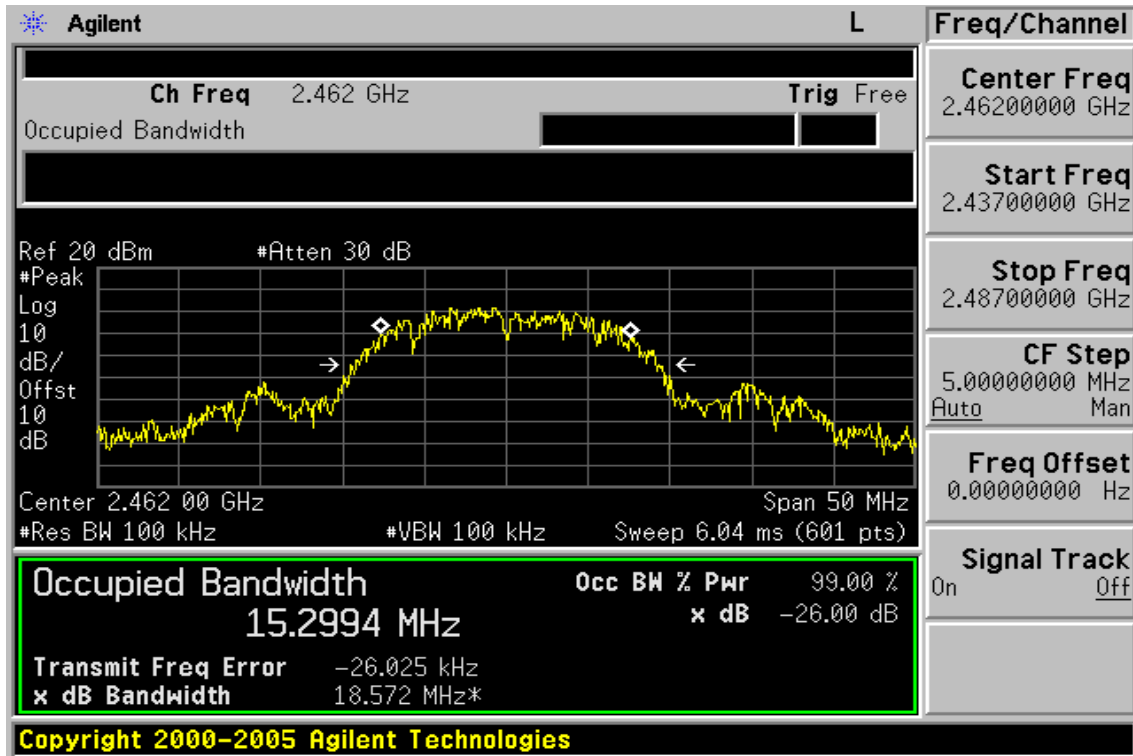 Agilent L
Ch Freq 2.462 GHz Trig Free
Occupied Bandwidth
Ref 20 dBm #Atten 30 dB
#Peak
Log
10
dB/
Offst
10
dB
Center 2.462 00 GHz Span 50 MHz
#Res BW 100 kHz #VBW 100 kHz Sweep 6.04 ms (601 pts)
Occupied Bandwidth
15.2994 MHz
Occ BW % Pwr 99.00 %
x dB -26.00 dB
Transmit Freq Error -26.025 kHz
x dB Bandwidth 18.572 MHz*
Copyright 2000-2005 Agilent Technologies
Freq/Channel
Center Freq
2.46200000 GHz
Start Freq
2.43700000 GHz
Stop Freq
2.48700000 GHz
CF Step
5.00000000 MHz
Auto Man
Freq Offset
0.00000000 Hz
Signal Track
On Off